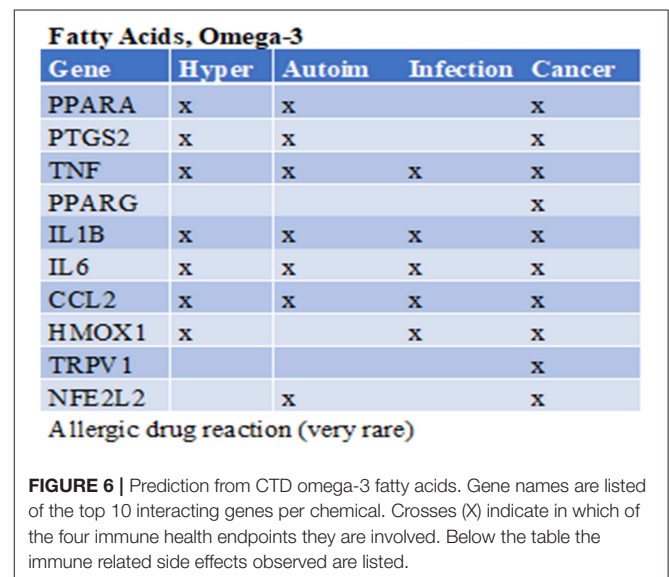 Fatty Acids, Omega-3
Gene Hyper Autoim Infection Cancer
PPARA x x x
PTGS2 x x x
TNF x x x x
PPARG x
IL1B x x x x
IL6 x x x x
CCL2 x x x x
HMOX1 x x x
TRPV1 x
NFE2L2 x x
Allergic drug reaction (very rare)
FIGURE 6 | Prediction from CTD omega-3 fatty acids. Gene names are listed
of the top 10 interacting genes per chemical. Crosses (X) indicate in which of
the four immune health endpoints they are involved. Below the table the
immune related side effects observed are listed.